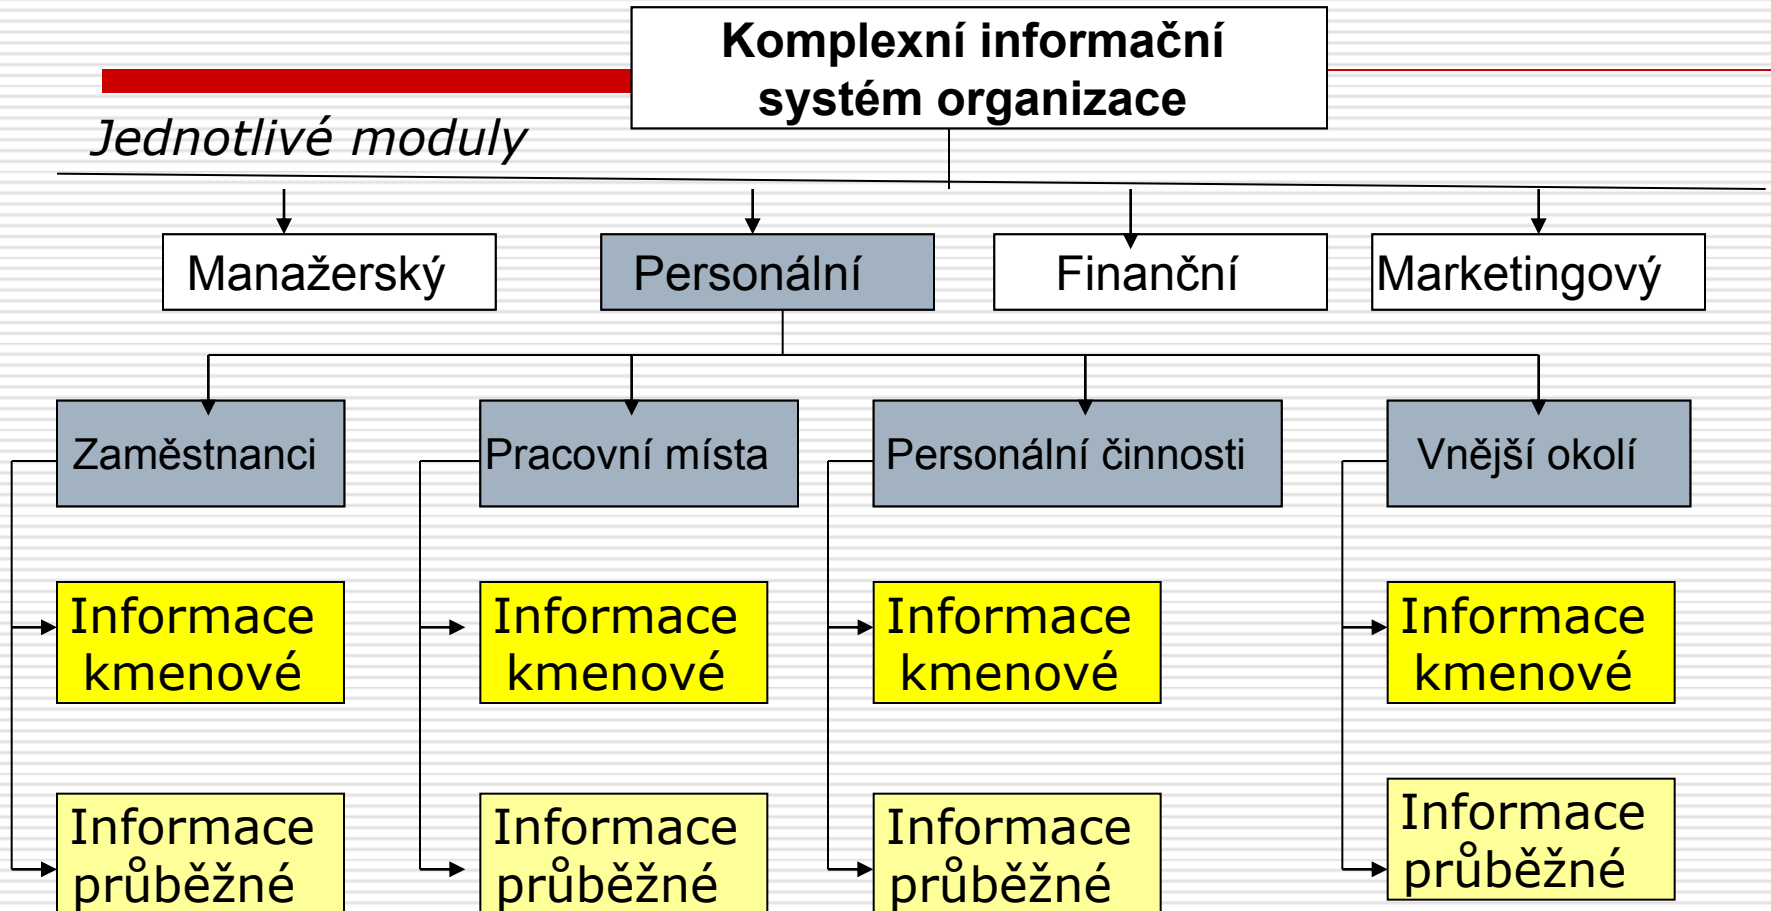 Komplexní informační
systém organizace
Jednotlivé moduly
Manažerský
Personální
Finanční
Marketingový
Zaměstnanci
Pracovní místa
Personální činnosti
Vnější okolí
Informace
kmenové
Informace
kmenové
Informace
kmenové
Informace
kmenové
Informace
průběžné
Informace
průběžné
Informace
průběžné
Informace
průběžné